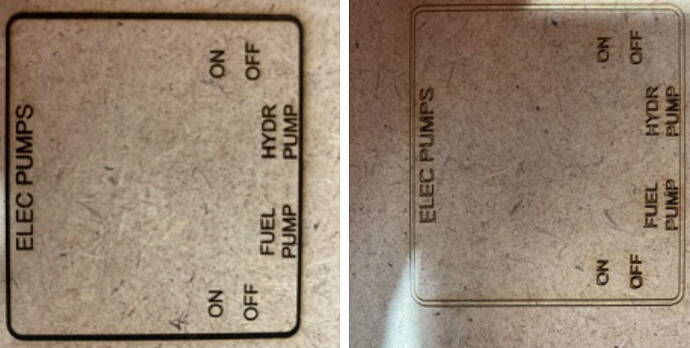 ELEC PUMPS
ON ON
OFF OFF
FUEL HYDR
PUMP PUMP
ELEC PUMPS
ON ON
OFF OFF
FUEL HYDR
PUMP PUMP